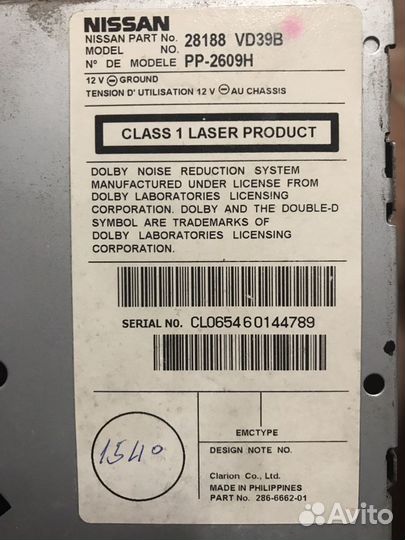 NISSAN
NISSAN PART No. 28188 VD39B
MODEL NO.
N° DE MODELE PP-2609H
12 V ⊖ GROUND
TENSION D' UTILISATION 12 V ⊖ AU CHASSIS
CLASS 1 LASER PRODUCT
DOLBY NOISE REDUCTION SYSTEM
MANUFACTURED UNDER LICENSE FROM
DOLBY LABORATORIES LICENSING
CORPORATION. DOLBY AND THE DOUBLE-D
SYMBOL ARE TRADEMARKS OF
DOLBY LABORATORIES LICENSING
CORPORATION.
SERIAL NO. CL065460144789
1540
EMCTYPE
DESIGN NOTE NO.
Clarion Co., Ltd.
MADE IN PHILIPPINES
PART No. 286-6662-01
Avito